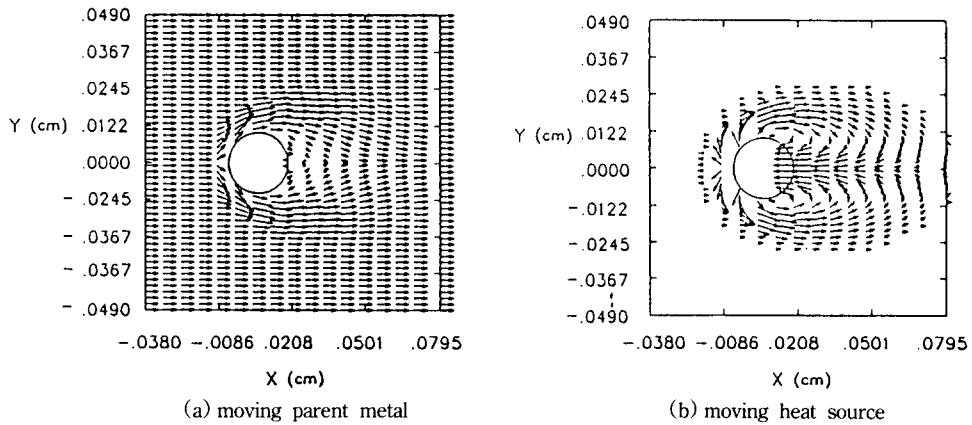 .0490
.0367
.0245
Y (cm) .0122
.0000
- .0245
- .0367
- .0367
- .0490
-.0380 -.0086 .0208 .0501 .0795
X (cm)
(a) moving parent metal
.0490
.0367
.0245
Y (cm) .0122
.0000
-.0122
-.0245
-.0367
-.0490
-.0380 -.0086 .0208 .0501 .0795
X (cm)
(b) moving heat source